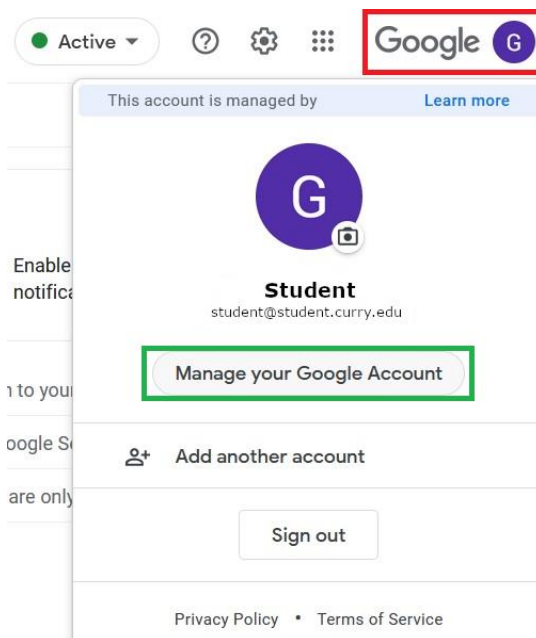 Active
Google G
This account is managed by Learn more
G
Enable
notifica
Student
student@student.curry.edu
Manage your Google Account
n to your
Add another account
oogle Se
are only
Sign out
Privacy Policy • Terms of Service